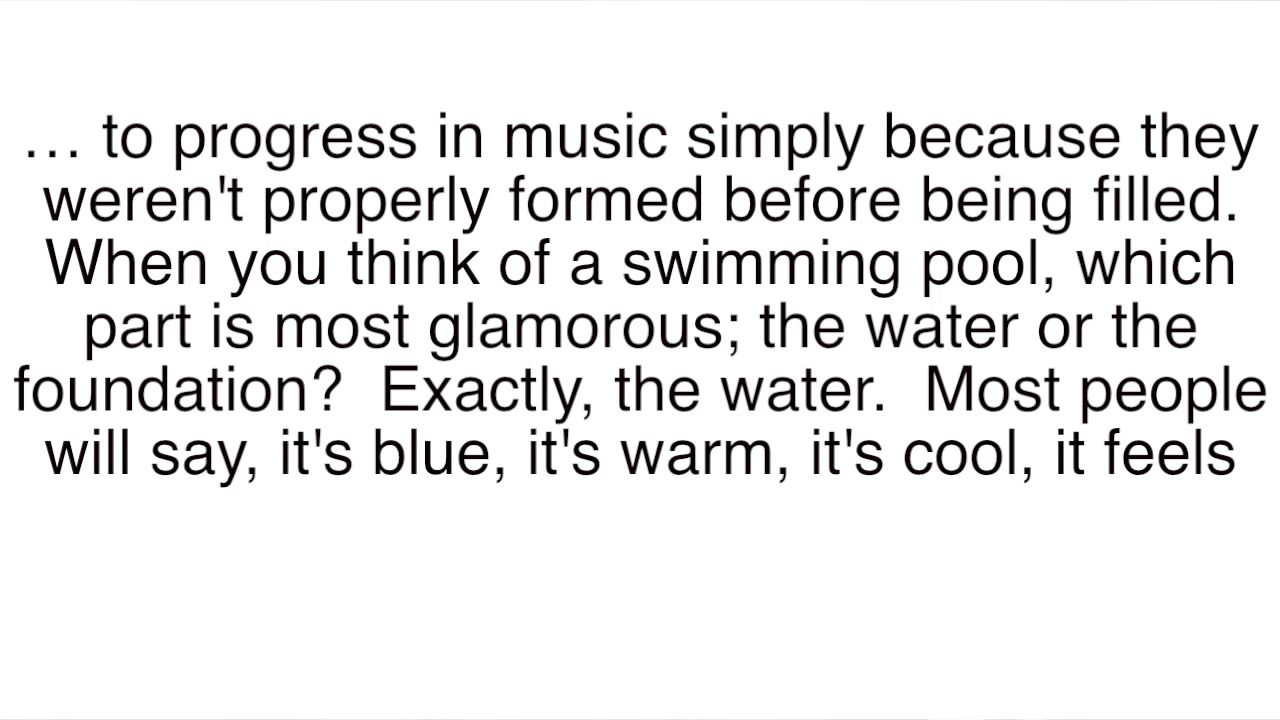 … to progress in music simply because they
weren't properly formed before being filled.
When you think of a swimming pool, which
part is most glamorous; the water or the
foundation?  Exactly, the water.  Most people
will say, it's blue, it's warm, it's cool, it feels